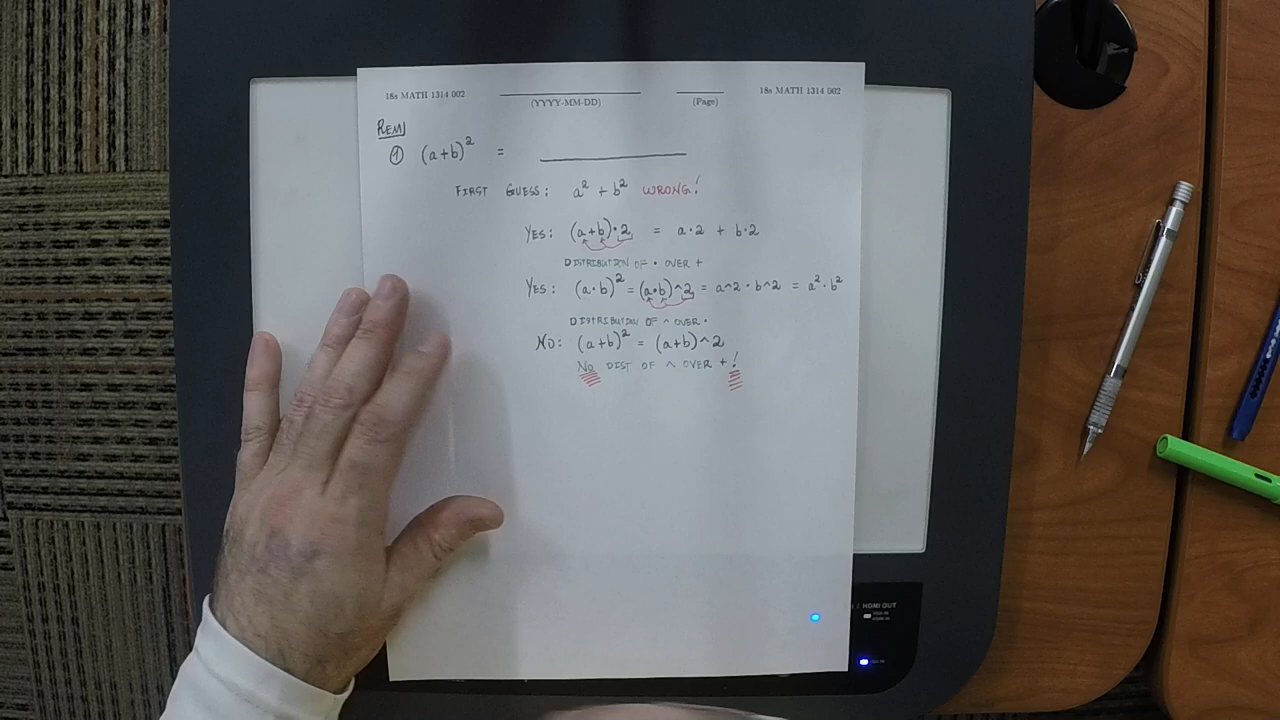 18s MATH 1314 002 (YYYY-MM-DD) (Page) 18s MATH 1314 002
REM
① (a+b)² = 
FIRST GUESS: a² + b² WRONG!
YES: (a+b)·2 = a·2 + b·2
DISTRIBUTION OF · OVER +
YES: (a·b)² = (a·b)^2 = a^2 · b^2 = a²·b²
DISTRIBUTION OF ^ OVER ·
NO: (a+b)² = (a+b)^2
NO DIST OF ^ OVER +!
/ HDMI OUT